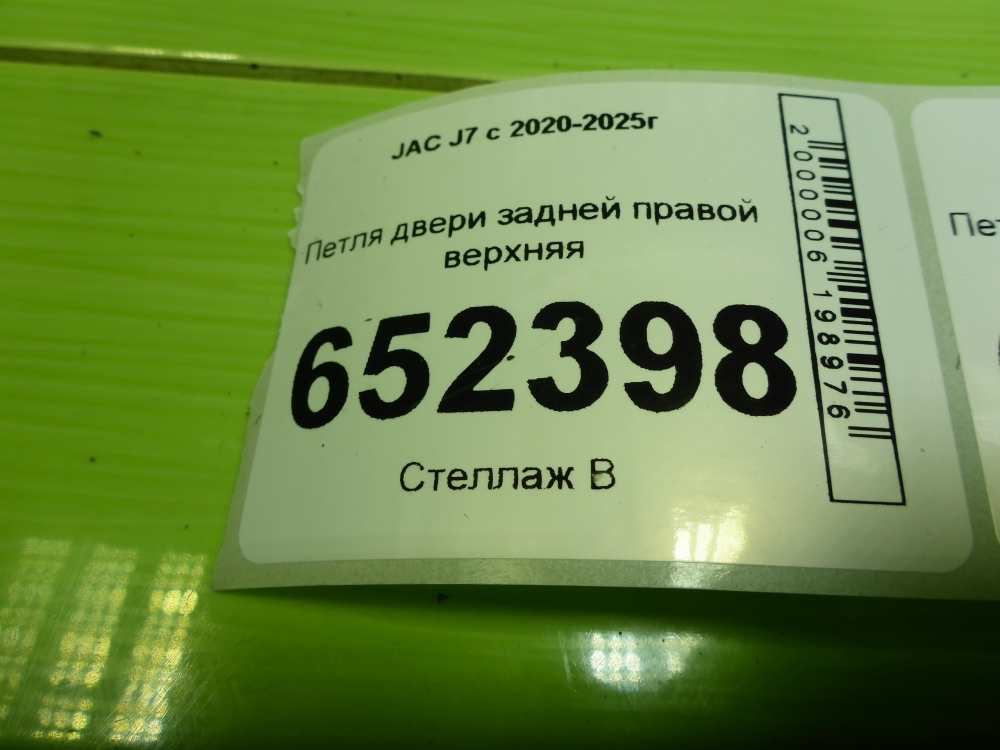 JAC J7 с 2020-2025г
Петля двери задней правой
верхняя
652398
Стеллаж В
2000006198976
Пет